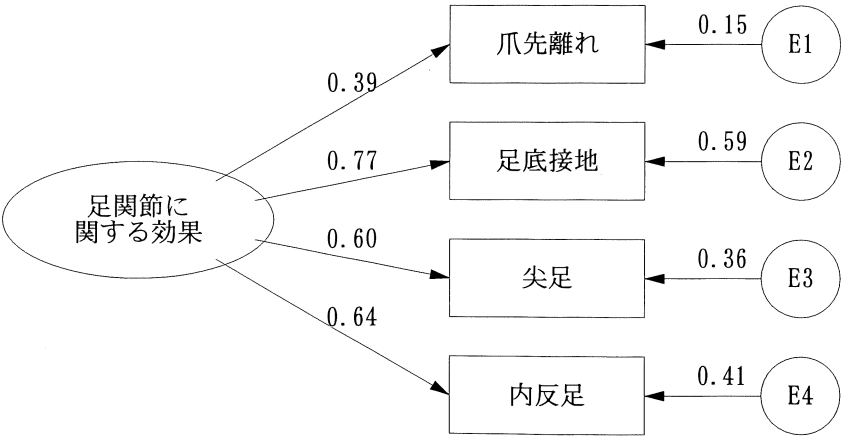 爪先離れ
0.15
E1
0.39
足底接地
0.59
E2
0.77
足関節に
関する効果
0.60
尖足
0.36
E3
0.64
内反足
0.41
E4